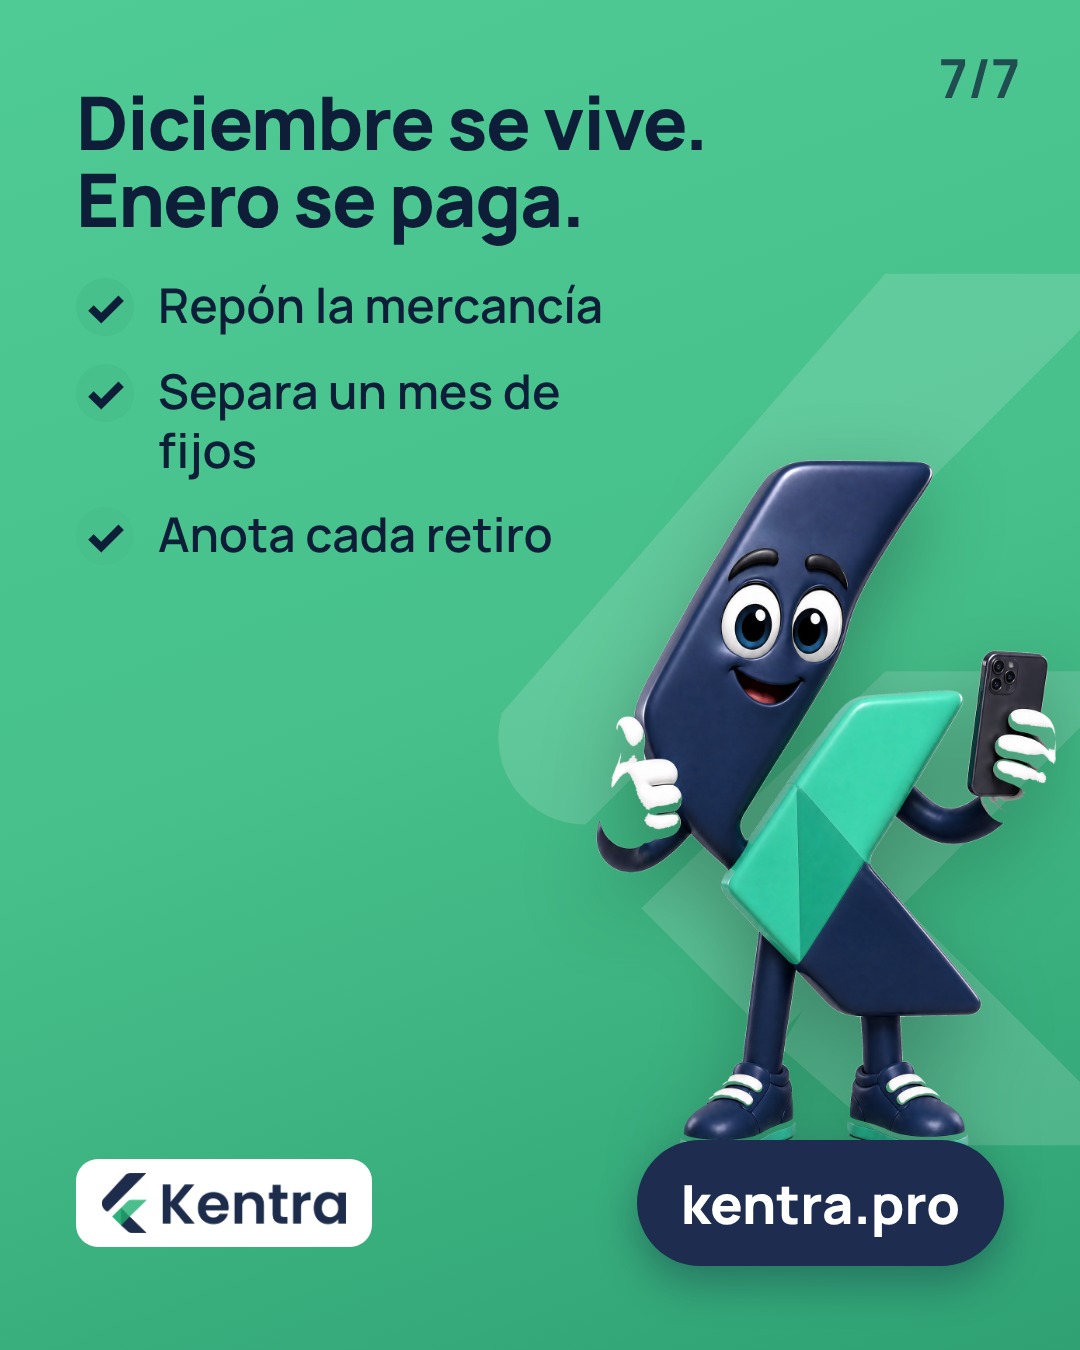 7/7
Diciembre se vive.
Enero se paga.
Repón la mercancía
Separa un mes de
fijos
Anota cada retiro
Kentra
kentra.pro